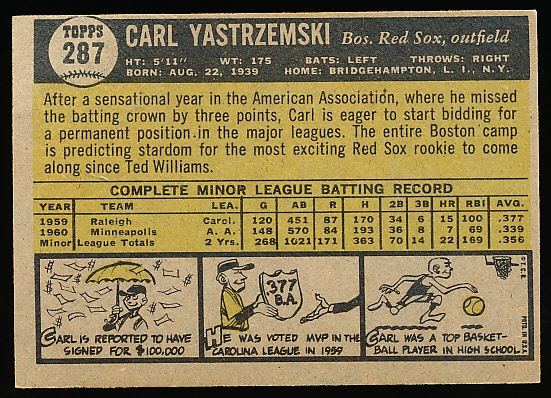 TOPPS
287
CARL YASTRZEMSKI Bos. Red Sox, outfield
HT: 5'11" WT: 175 BATS: LEFT THROWS: RIGHT
BORN: AUG. 22, 1939 HOME: BRIDGEHAMPTON, L. I., N.Y.
After a sensational year in the American Association, where he missed
the batting crown by three points, Carl is eager to start bidding for
a permanent position in the major leagues. The entire Boston camp
is predicting stardom for the most exciting Red Sox rookie to come
along since Ted Williams.
COMPLETE MINOR LEAGUE BATTING RECORD
YEAR TEAM LEA. G AB R H 2B 3B HR RBI AVG.
1959 Raleigh Carol. 120 451 87 170 34 6 15 100 .377
1960 Minneapolis A. A. 148 570 84 193 36 8 7 69 .339
Minor League Totals 2 Yrs. 268 1021 171 363 70 14 22 169 .356
CARL IS REPORTED TO HAVE
SIGNED FOR $100,000
377
B.A.
HE WAS VOTED MVP IN THE
CAROLINA LEAGUE IN 1959
CARL WAS A TOP BASKET-
BALL PLAYER IN HIGH SCHOOL.
© T.C.G. PRTD. IN U.S.A.